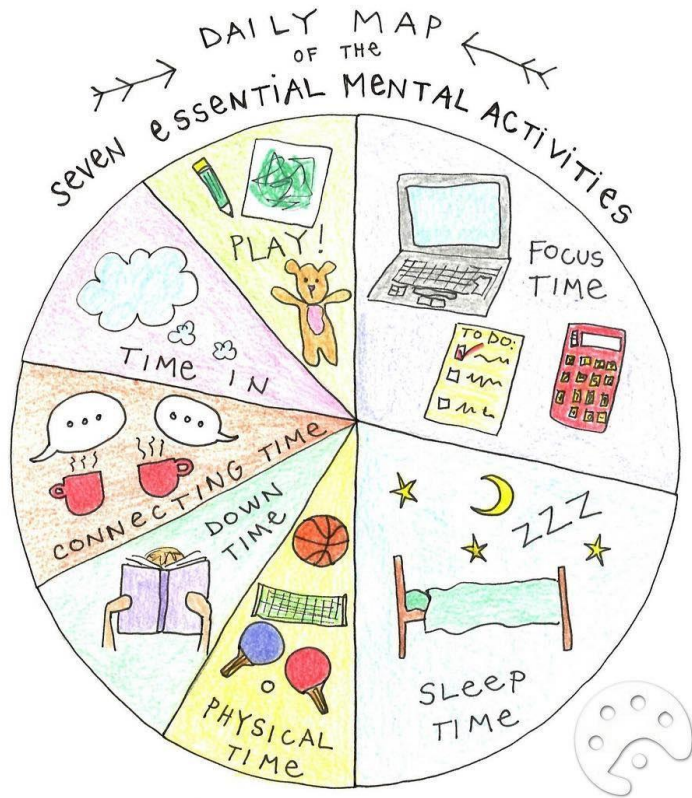 DAILY MAP
OF THE
SEVEN eSSeNTiAL MeNTAL ACTiViTiES
PLAY!
FOCUS
TIMe
TO DO:
TIMe IN
CONNeCTiNG TIMe
DOWN
TIMe
ZZZ
SLeep
TiMe
PHYSICAL
TIMe